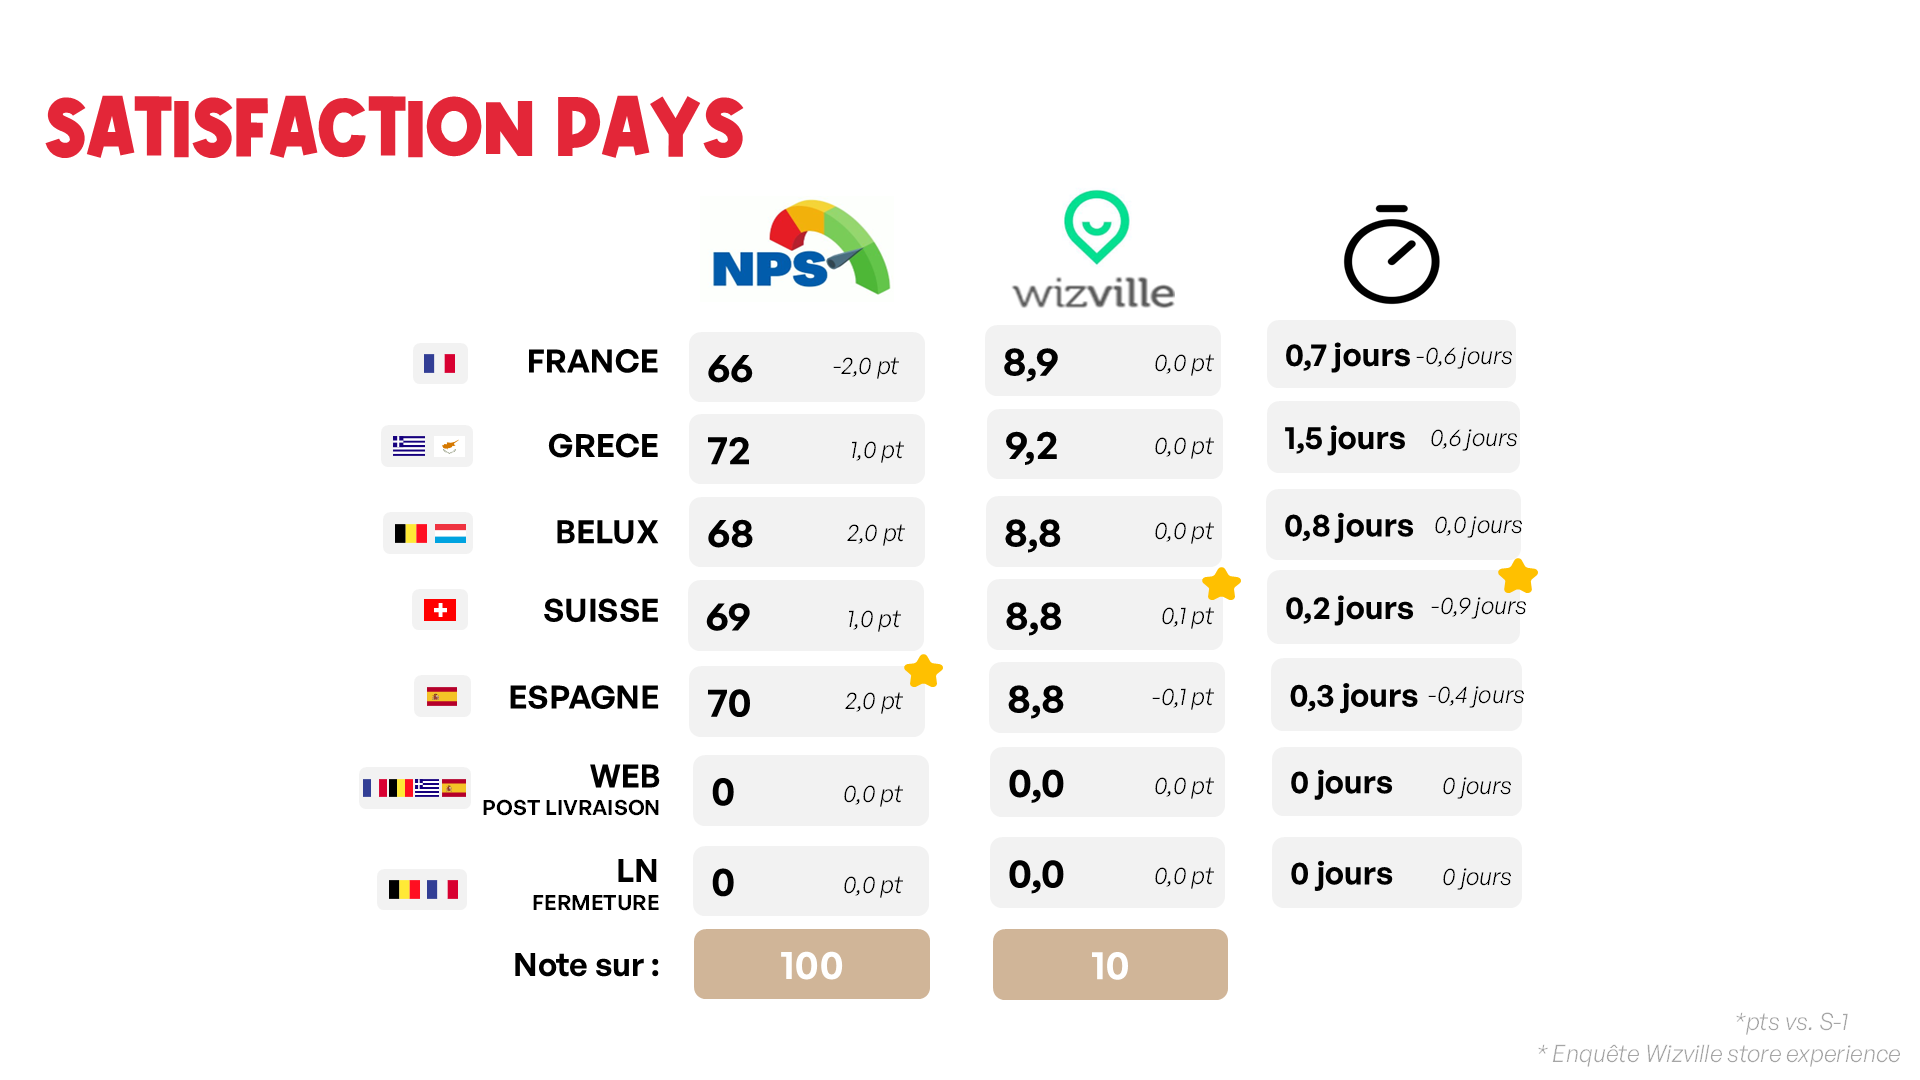 SATISFACTION DAYS
NPS
wizville
FRANCE 66 -2,0 pt 8,9 0,0 pt 0,7 jours -0,6 jours
GRECE 72 1,0 pt 9,2 0,0 pt 1,5 jours 0,6 jours
BELUX 68 2,0 pt 8,8 0,0 pt 0,8 jours 0,0 jours
SUISSE 69 1,0 pt 8,8 0,1 pt 0,2 jours -0,9 jours
ESPAGNE 70 2,0 pt 8,8 -0,1 pt 0,3 jours -0,4 jours
WEB
POST LIVRAISON 0 0,0 pt 0,0 0,0 pt 0 jours 0 jours
LN
FERMETURE 0 0,0 pt 0,0 0,0 pt 0 jours 0 jours
Note sur : 100 10
*pts vs. S-1
* Enquête Wizville store experience